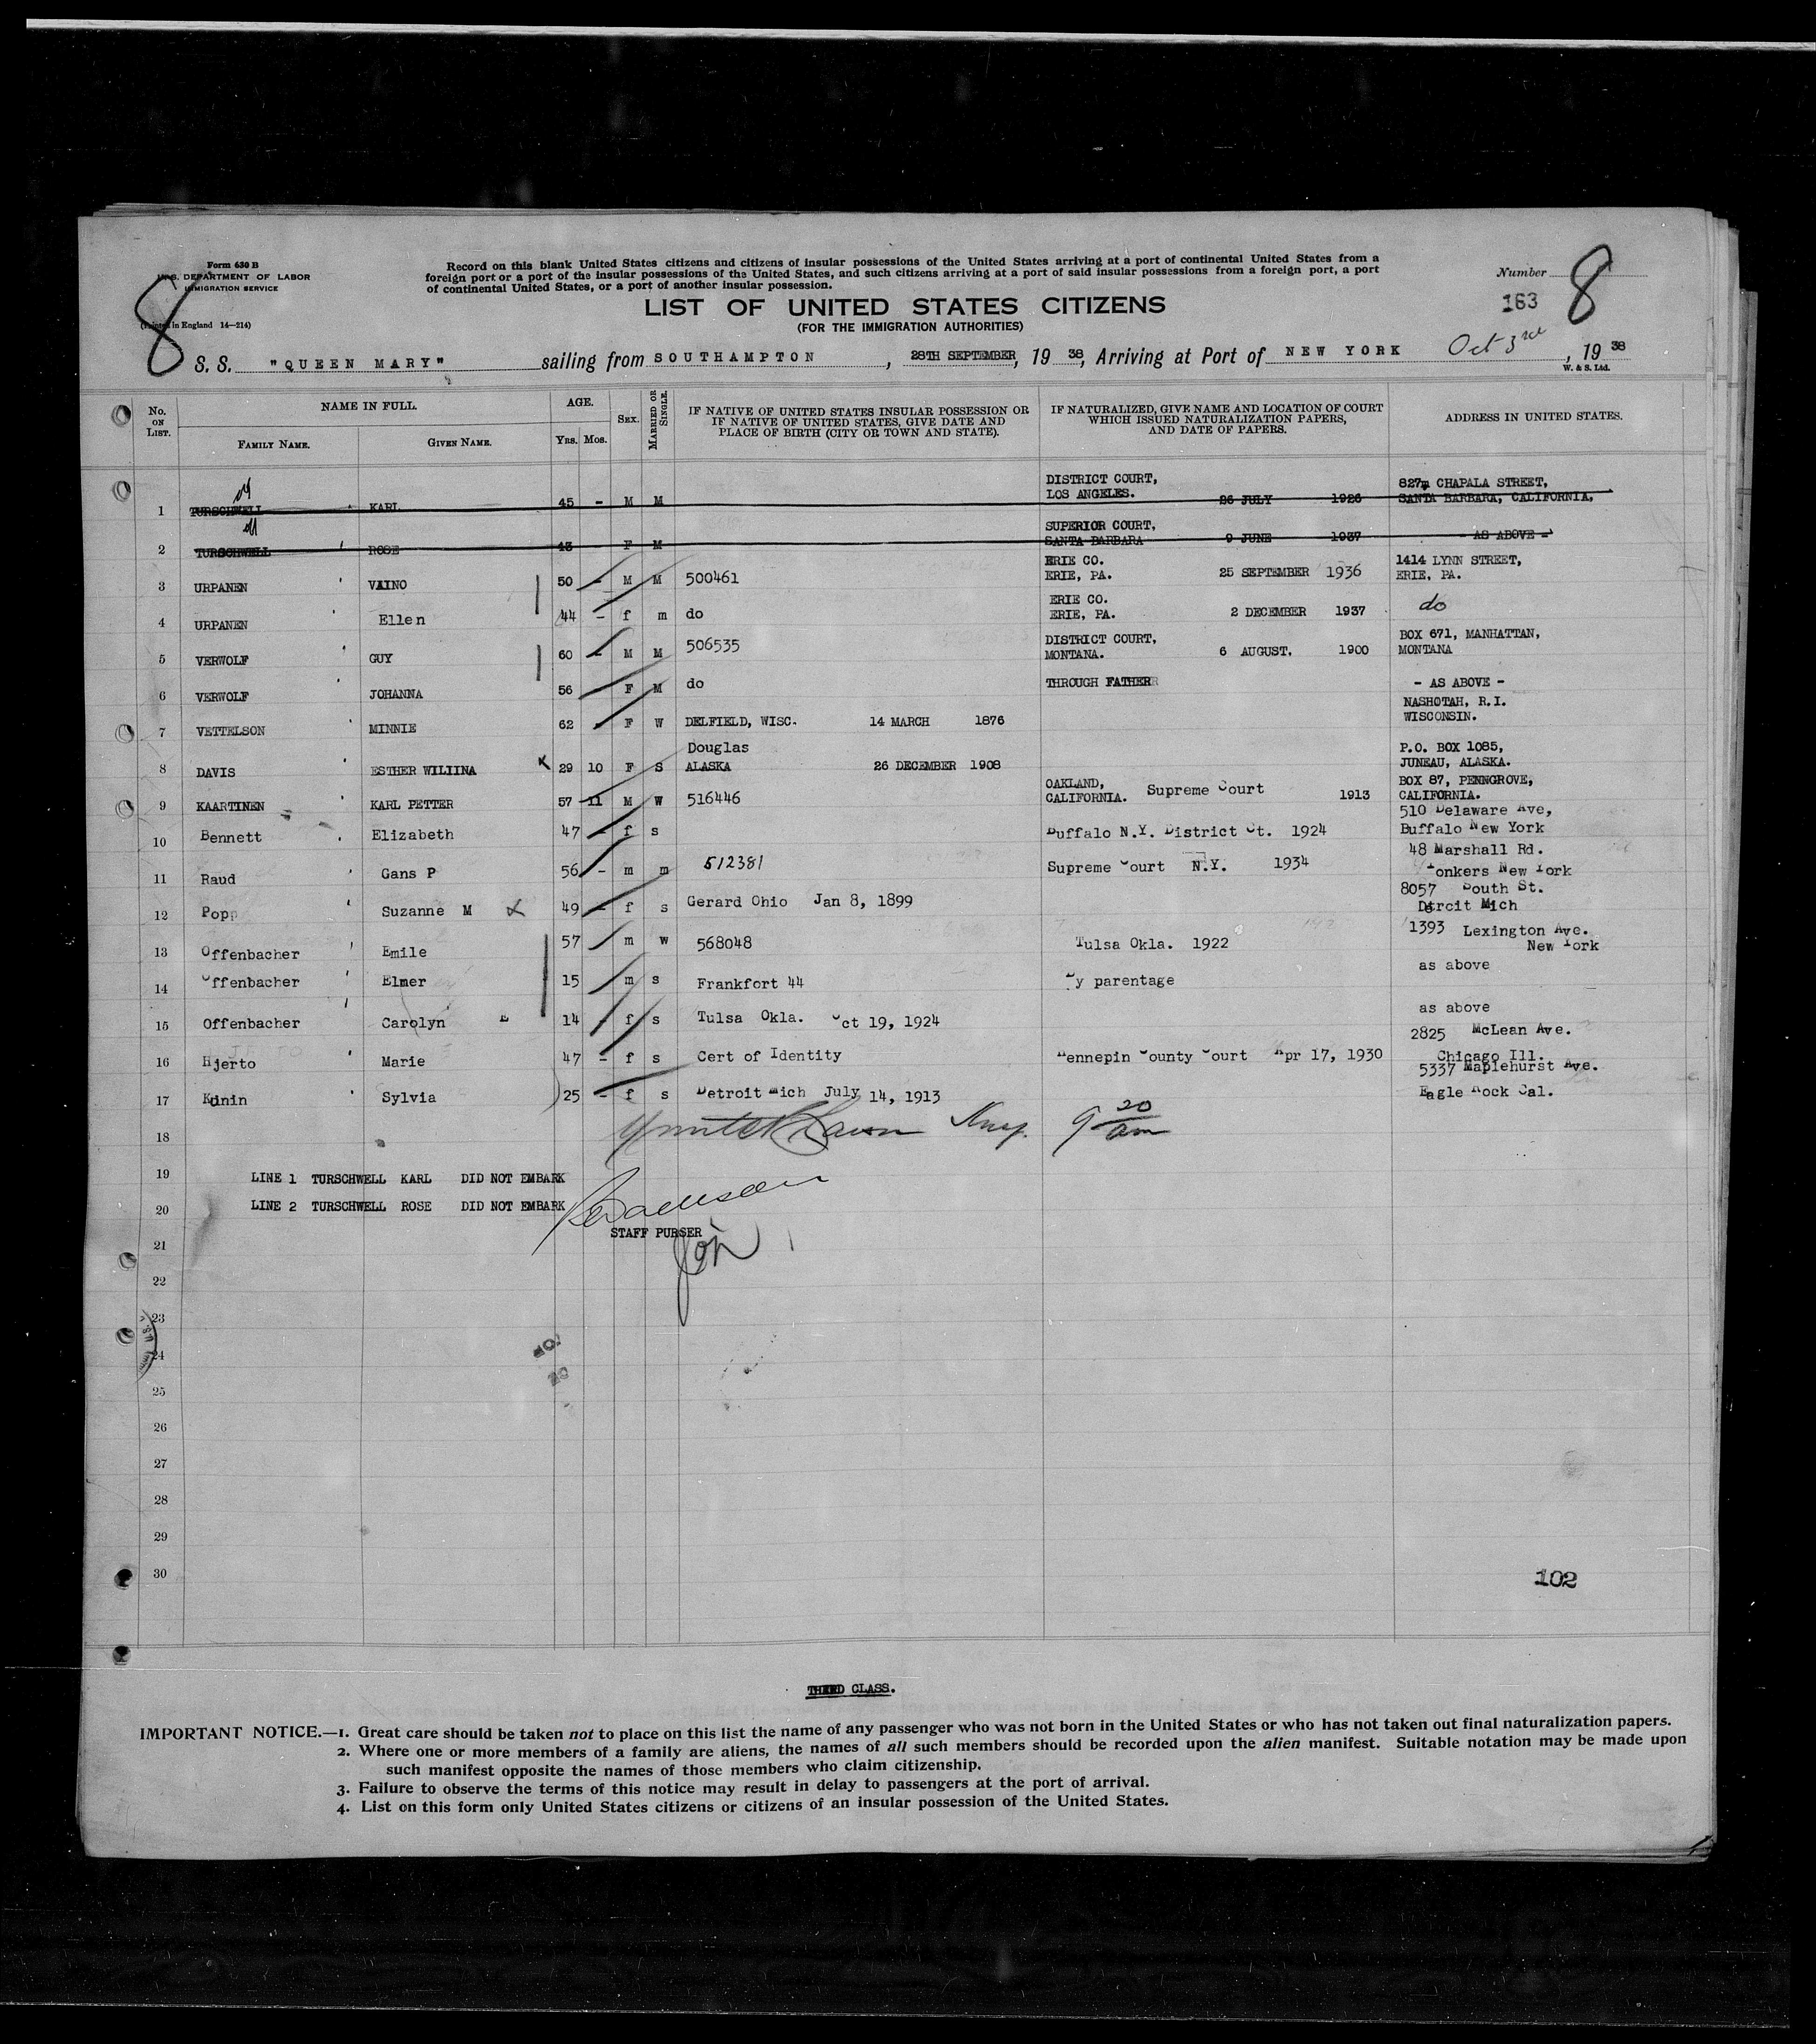 Form 630 B
U.S. DEPARTMENT OF LABOR
IMMIGRATION SERVICE
(Printed in England 14—214)
8
Record on this blank United States citizens and citizens of insular possessions of the United States arriving at a port of continental United States from a
foreign port or a port of the insular possessions of the United States, and such citizens arriving at a port of said insular possessions from a foreign port, a port
of continental United States, or a port of another insular possession.
LIST OF UNITED STATES CITIZENS
(FOR THE IMMIGRATION AUTHORITIES)
Number 8
163
S. S. "QUEEN MARY" sailing from SOUTHAMPTON, 28TH SEPTEMBER, 19 38, Arriving at Port of NEW YORK Oct 3rd, 19 38
W. & S. Ltd.
No. ON LIST. NAME IN FULL. FAMILY NAME. GIVEN NAME. AGE. Yrs. Mos. SEX. MARRIED OR SINGLE. IF NATIVE OF UNITED STATES INSULAR POSSESSION OR IF NATIVE OF UNITED STATES, GIVE DATE AND PLACE OF BIRTH (CITY OR TOWN AND STATE). IF NATURALIZED, GIVE NAME AND LOCATION OF COURT WHICH ISSUED NATURALIZATION PAPERS, AND DATE OF PAPERS. ADDRESS IN UNITED STATES.
1 TURSCHWELL KARL 45 - M M DISTRICT COURT, LOS ANGELES. 26 JULY 1926 827m CHAPALA STREET, SANTA BARBARA, CALIFORNIA,
2 TURSCHWELL ROSE 43 - F M SUPERIOR COURT, SANTA BARBARA 9 JUNE 1937 - AS ABOVE -
3 URPANEN VAINO 50 - M M 500461 ERIE CO. ERIE, PA. 25 SEPTEMBER 1936 1414 LYNN STREET, ERIE, PA.
4 URPANEN Ellen 44 - f m do ERIE CO. ERIE, PA. 2 DECEMBER 1937 do
5 VERWOLF GUY 60 - M M 506535 DISTRICT COURT, MONTANA. 6 AUGUST. 1900 BOX 671, MANHATTAN, MONTANA
6 VERWOLF JOHANNA 56 - F M do THROUGH FATHER - AS ABOVE -
7 VETTELSON MINNIE 62 - F W DELFIELD, WISC. 14 MARCH 1876 NASHOTAH, R.I. WISCONSIN.
8 DAVIS ESTHER WILIINA 29 10 F S Douglas ALASKA 26 DECEMBER 1908 P.O. BOX 1085, JUNEAU, ALASKA.
9 KAARTINEN KARL PETTER 57 11 M W 516446 OAKLAND, CALIFORNIA. Supreme Court 1913 BOX 87, PENNGROVE, CALIFORNIA.
10 Bennett Elizabeth 47 - f s Buffalo N.Y. District Ct. 1924 510 Delaware Ave, Buffalo New York
11 Raud Gans P 56 - m m 512381 Supreme Court N.Y. 1934 48 Marshall Rd. Yonkers New York
12 Popp Suzanne M 49 - f s Gerard Ohio Jan 8, 1899 8057 South St. Dtrcit Mich
13 Offenbacher Emile 57 m w 568048 Tulsa Okla. 1922 1393 Lexington Ave. New York
14 Offenbacher Elmer 15 m s Frankfort 44 By parentage as above
15 Offenbacher Carolyn E 14 - f s Tulsa Okla. Oct 19, 1924 as above
16 Hjerto Marie 47 - f s Cert of Identity Hennepin County Court Apr 17, 1930 2825 McLean Ave. Chicago Ill.
17 Kunin Sylvia 25 - f s Detroit Mich July 14, 1913 5337 Maplehurst Ave. Eagle Rock Cal.
18 9 20 am
19 LINE 1 TURSCHWELL KARL DID NOT EMBARK
20 LINE 2 TURSCHWELL ROSE DID NOT EMBARK
STAFF PURSER
21
22
23
24
25
26
27
28
29
30
102
THIRD CLASS.
IMPORTANT NOTICE.—1. Great care should be taken not to place on this list the name of any passenger who was not born in the United States or who has not taken out final naturalization papers.
2. Where one or more members of a family are aliens, the names of all such members should be recorded upon the alien manifest. Suitable notation may be made upon
such manifest opposite the names of those members who claim citizenship.
3. Failure to observe the terms of this notice may result in delay to passengers at the port of arrival.
4. List on this form only United States citizens or citizens of an insular possession of the United States.